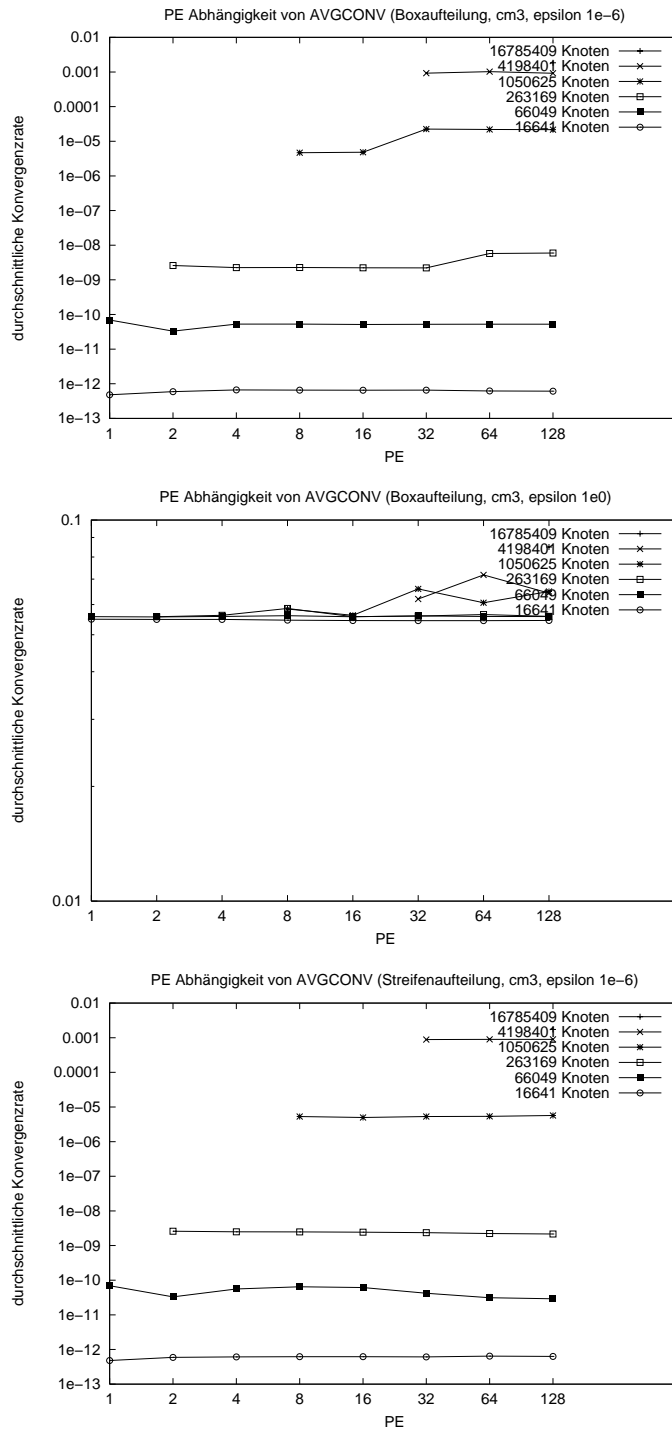 PE Abhängigkeit von AVGCONV (Boxaufteilung, cm3, epsilon 1e−6)
0.01
0.001
0.0001
1e−05
1e−06
1e−07
1e−08
1e−09
1e−10
1e−11
1e−12
1e−13
durchschnittliche Konvergenzrate
16785409 Knoten
4198401 Knoten
1050625 Knoten
263169 Knoten
66049 Knoten
16641 Knoten
1 2 4 8 16 32 64 128
PE
PE Abhängigkeit von AVGCONV (Boxaufteilung, cm3, epsilon 1e0)
0.1
0.01
durchschnittliche Konvergenzrate
16785409 Knoten
4198401 Knoten
1050625 Knoten
263169 Knoten
66049 Knoten
16641 Knoten
1 2 4 8 16 32 64 128
PE
PE Abhängigkeit von AVGCONV (Streifenaufteilung, cm3, epsilon 1e−6)
0.01
0.001
0.0001
1e−05
1e−06
1e−07
1e−08
1e−09
1e−10
1e−11
1e−12
1e−13
durchschnittliche Konvergenzrate
16785409 Knoten
4198401 Knoten
1050625 Knoten
263169 Knoten
66049 Knoten
16641 Knoten
1 2 4 8 16 32 64 128
PE